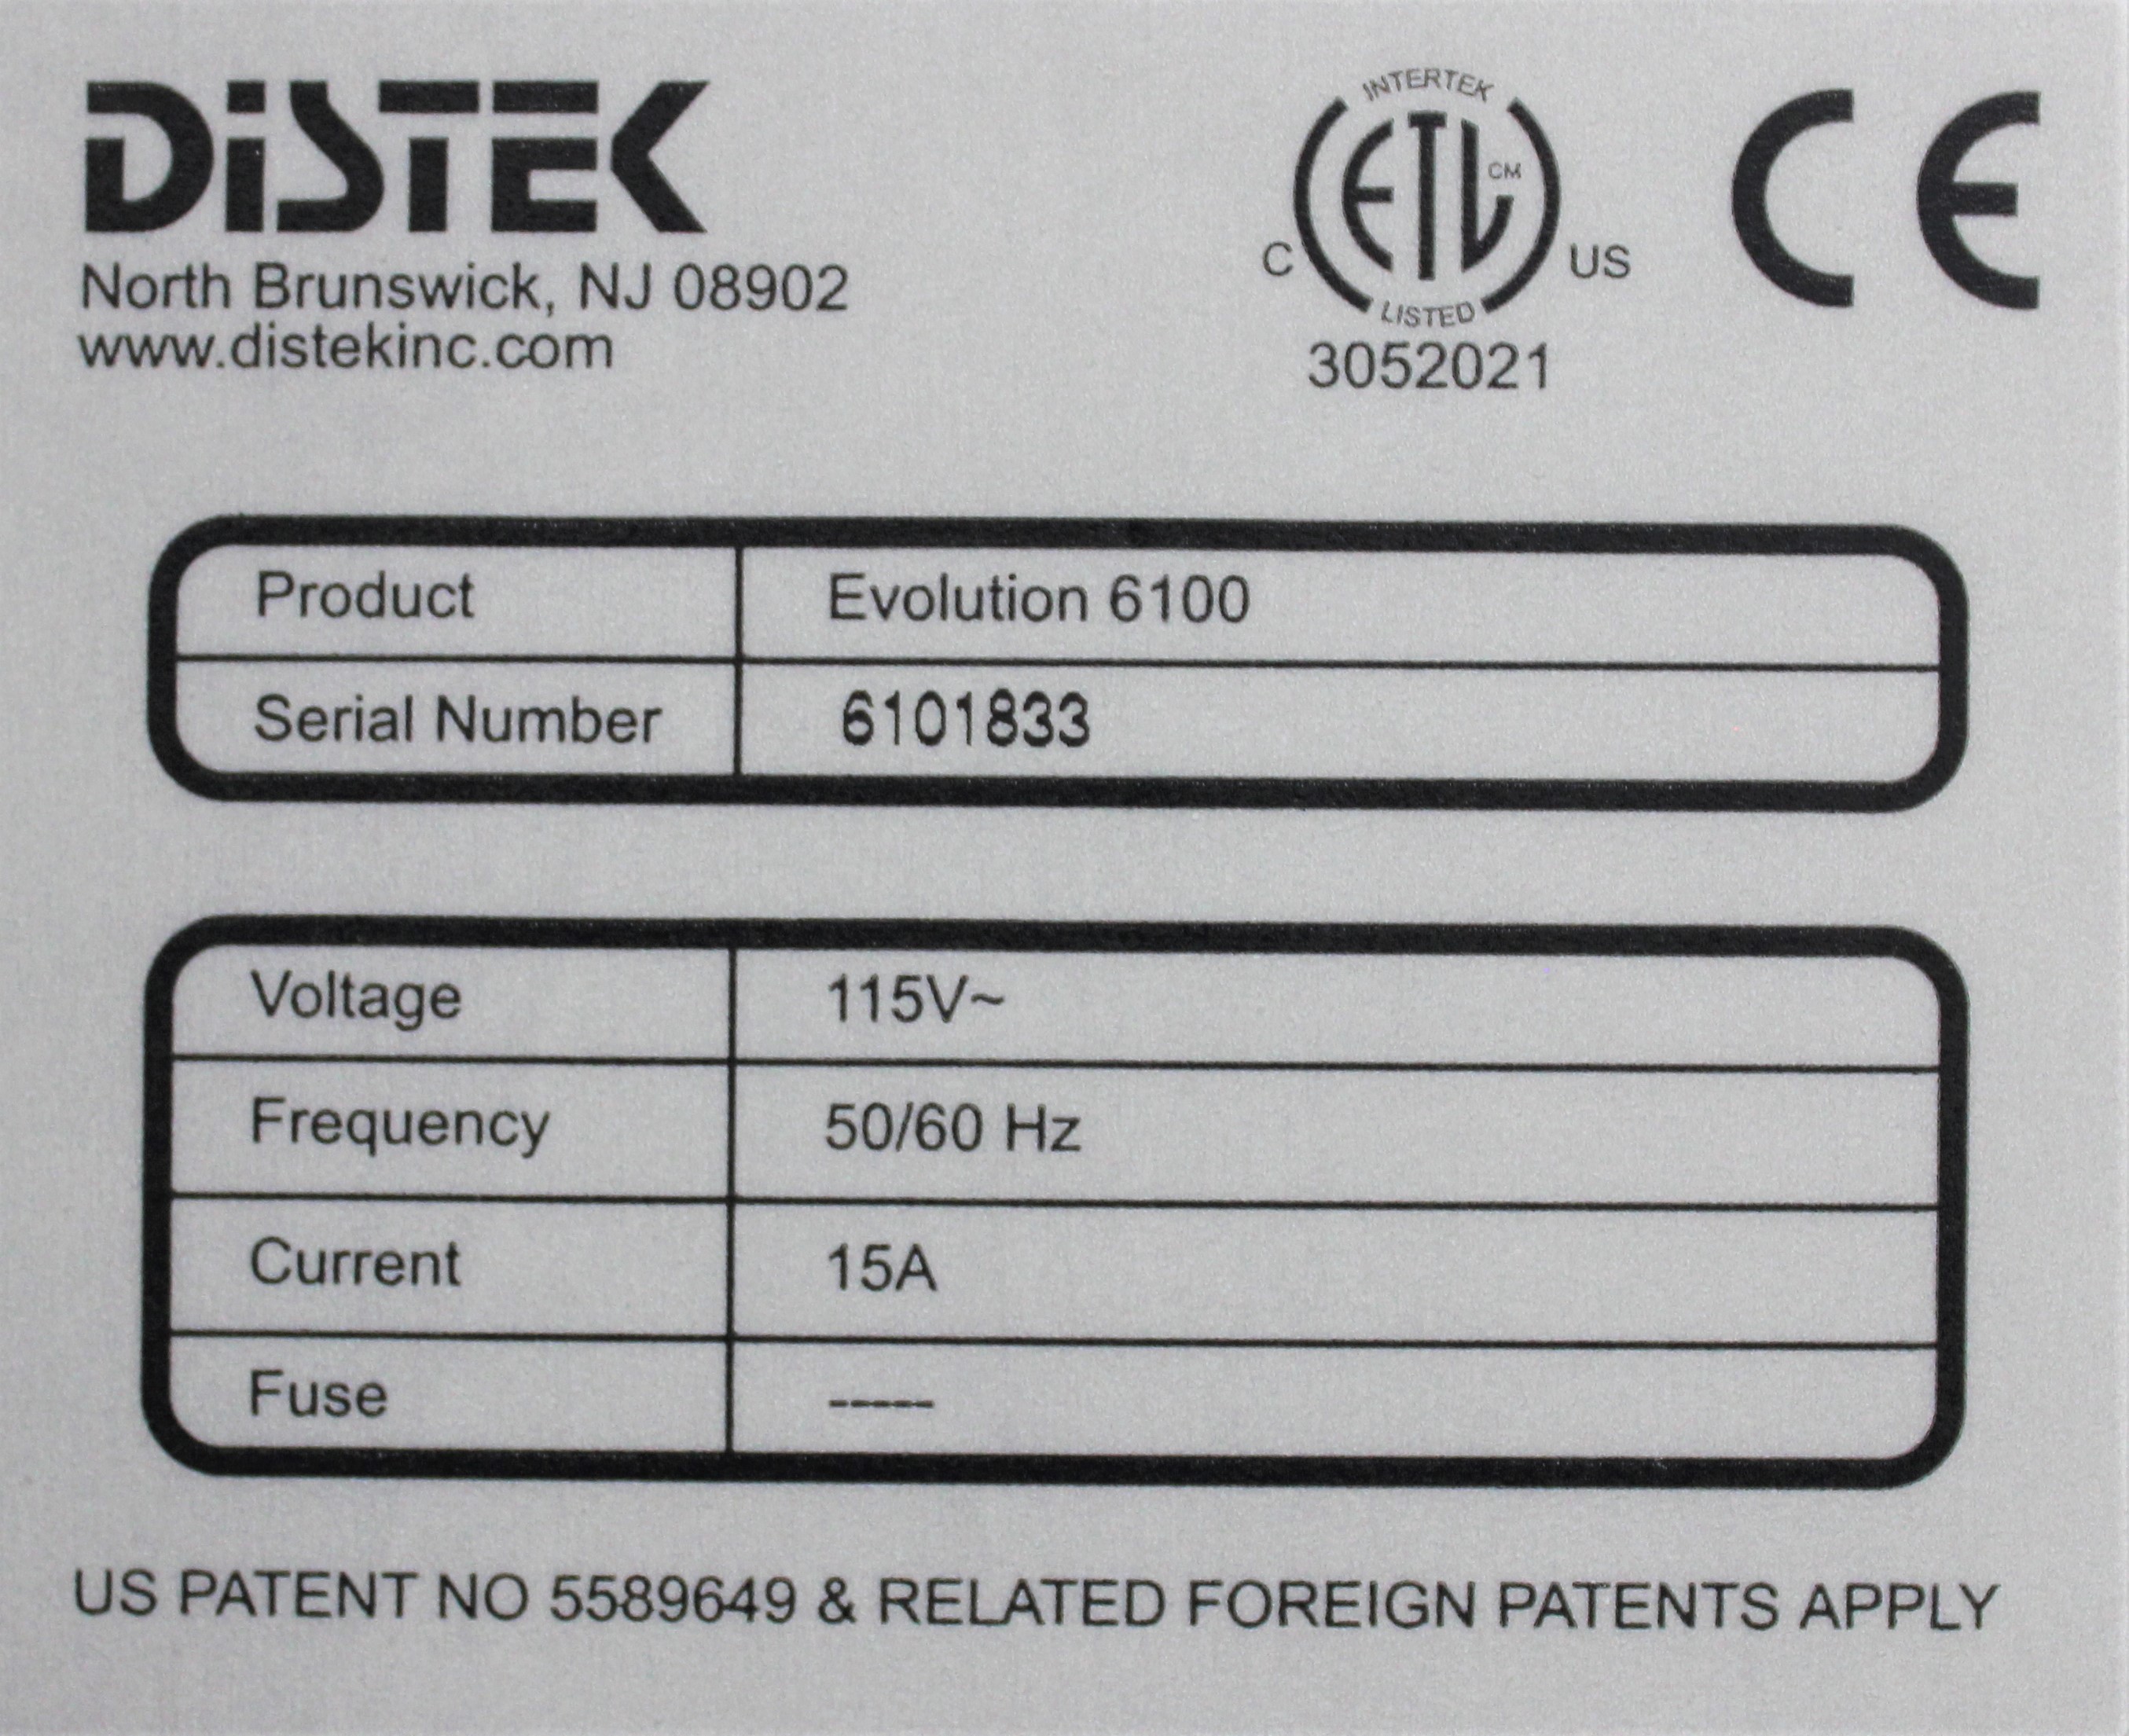 DiSTEK
North Brunswick, NJ 08902
www.distekinc.com
INTERTEK
ETL CM
C US
LISTED
3052021
CE
Product Evolution 6100
Serial Number 6101833
Voltage 115V~
Frequency 50/60 Hz
Current 15A
Fuse -----
US PATENT NO 5589649 & RELATED FOREIGN PATENTS APPLY